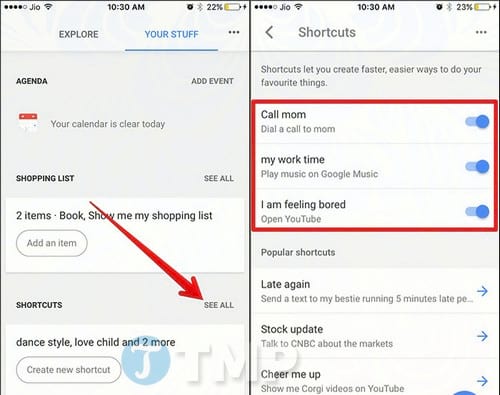 Jio 10:30 AM 22%
EXPLORE YOUR STUFF
AGENDA ADD EVENT
Your calendar is clear today
SHOPPING LIST SEE ALL
2 items · Book, Show me my shopping list
Add an item
SHORTCUTS SEE ALL
dance style, love child and 2 more
Create new shortcut
Jio 10:30 AM 23%
Shortcuts
Shortcuts let you create faster, easier ways to do your
favourite things.
Call mom
Dial a call to mom
my work time
Play music on Google Music
I am feeling bored
Open YouTube
Popular shortcuts
Late again
Send a text to my bestie running 5 minutes late pe...
Stock update
Talk to CNBC about the markets
Cheer me up
Show me Corgi videos on YouTube
TMP